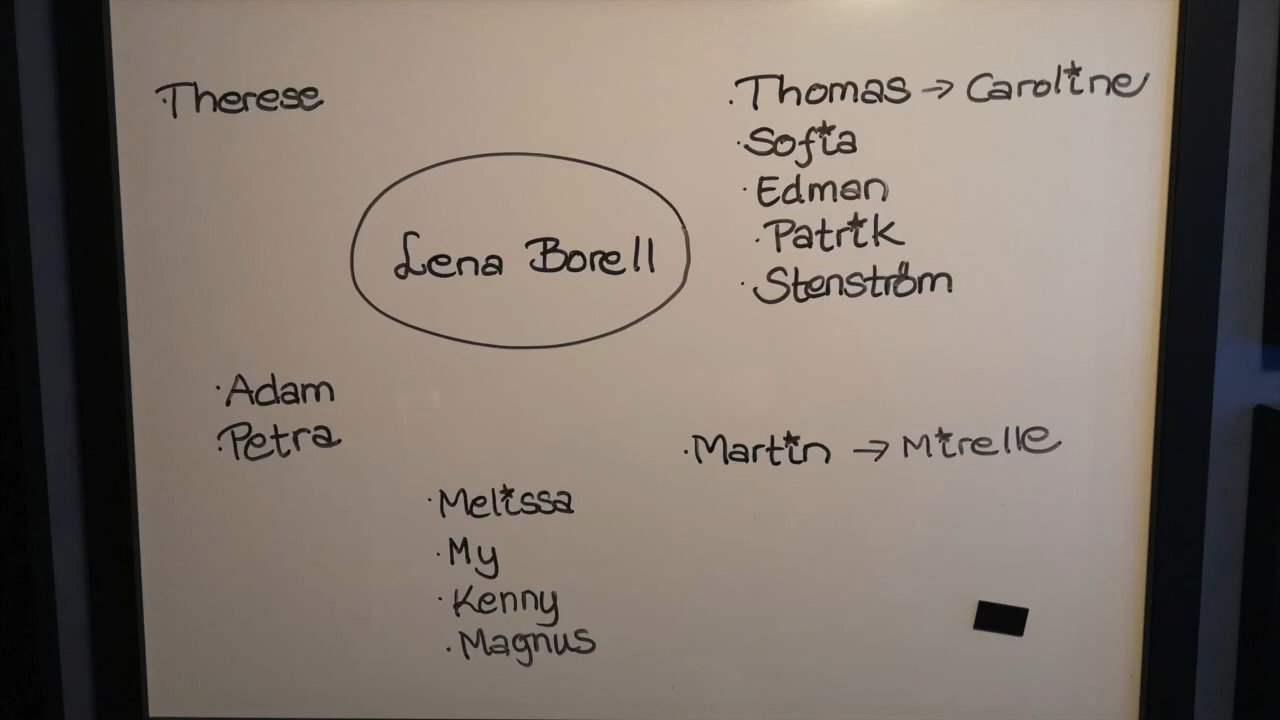 ·Therese
·Thomas → Caroline
·Sofia
·Edman
·Patrik
·Stenström
Lena Borell
·Adam
·Petra
·Martin → Mirelle
·Melissa
·My
·Kenny
·Magnus